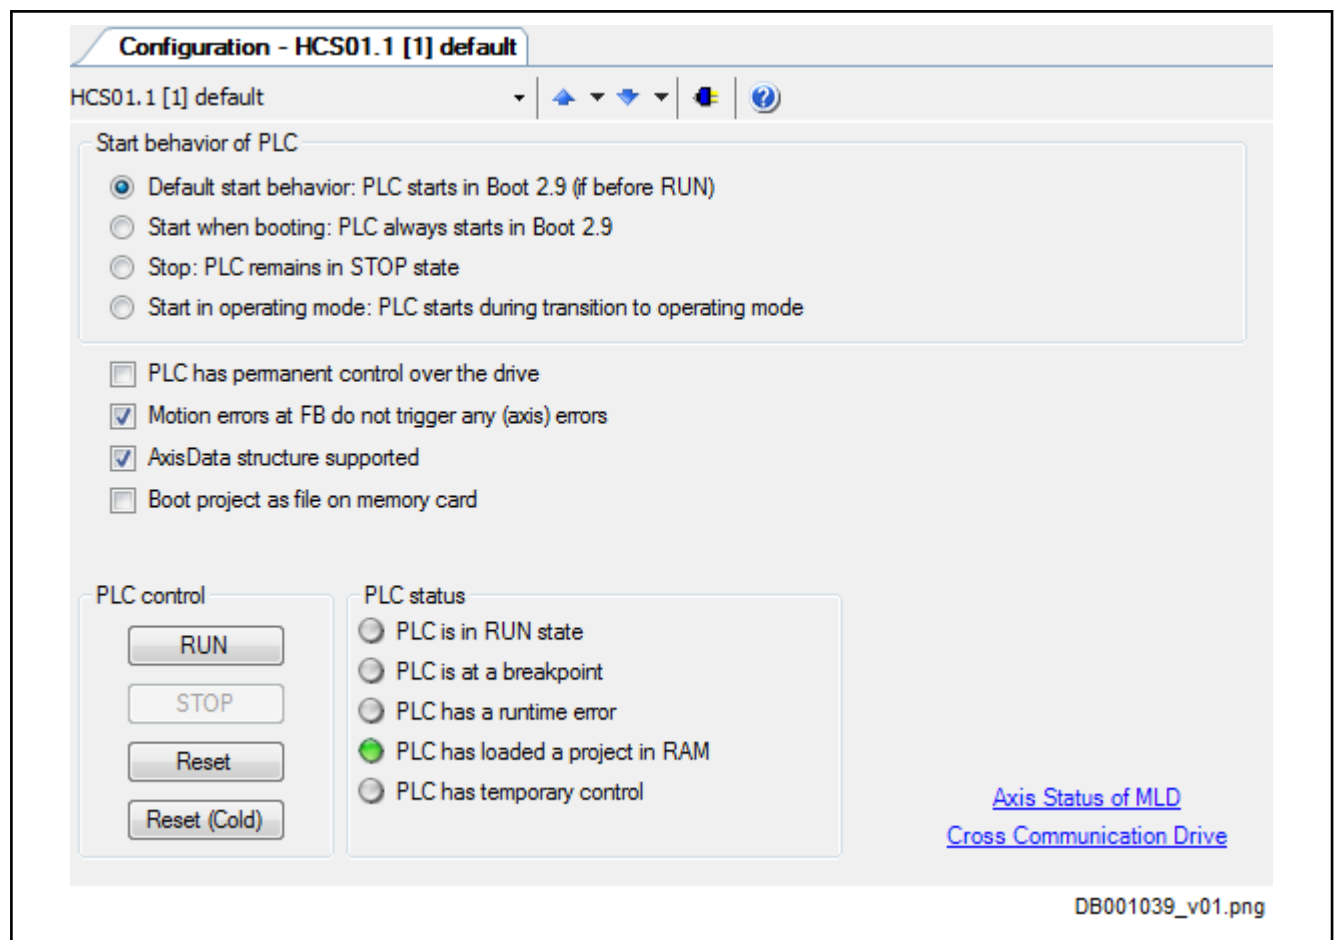 Configuration - HCS01.1 [1] default
HCS01.1 [1] default
Start behavior of PLC
Default start behavior: PLC starts in Boot 2.9 (if before RUN)
Start when booting: PLC always starts in Boot 2.9
Stop: PLC remains in STOP state
Start in operating mode: PLC starts during transition to operating mode
PLC has permanent control over the drive
Motion errors at FB do not trigger any (axis) errors
AxisData structure supported
Boot project as file on memory card
PLC control
RUN
STOP
Reset
Reset (Cold)
PLC status
PLC is in RUN state
PLC is at a breakpoint
PLC has a runtime error
PLC has loaded a project in RAM
PLC has temporary control
Axis Status of MLD
Cross Communication Drive
DB001039_v01.png